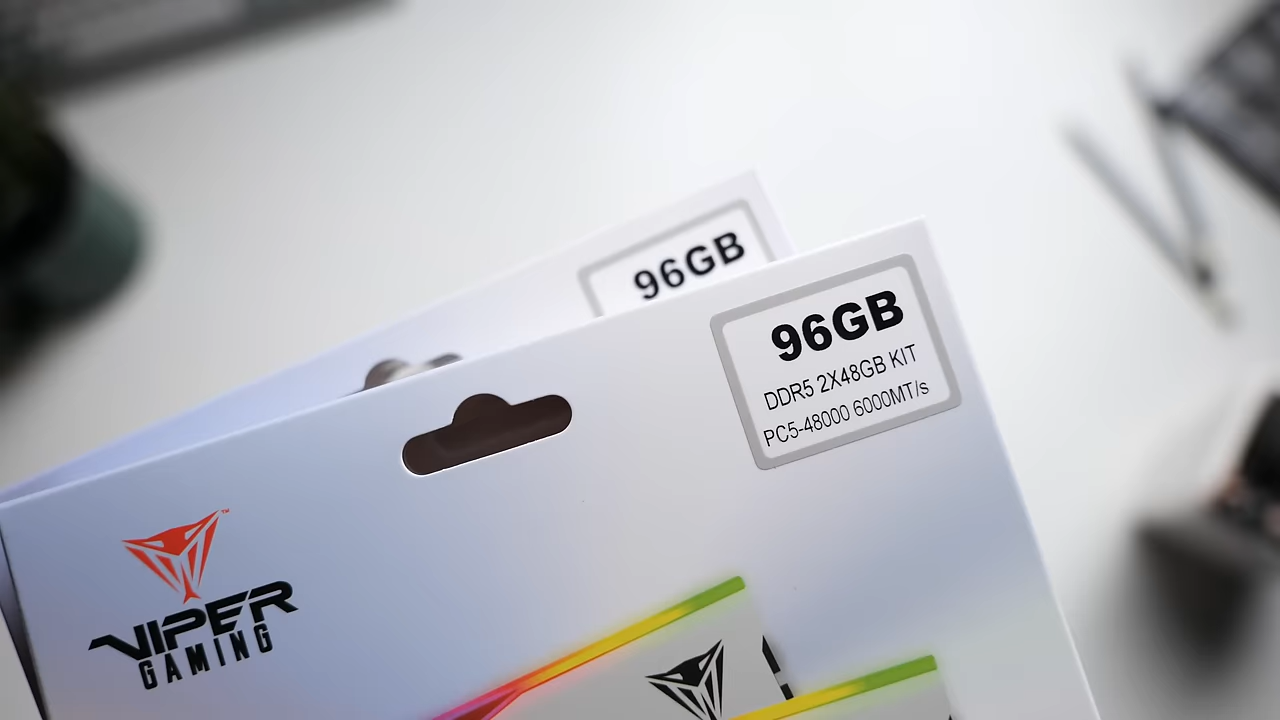 96GB
96GB
DDR5 2X48GB KIT
PC5-48000 6000MT/s
VIPER
GAMING